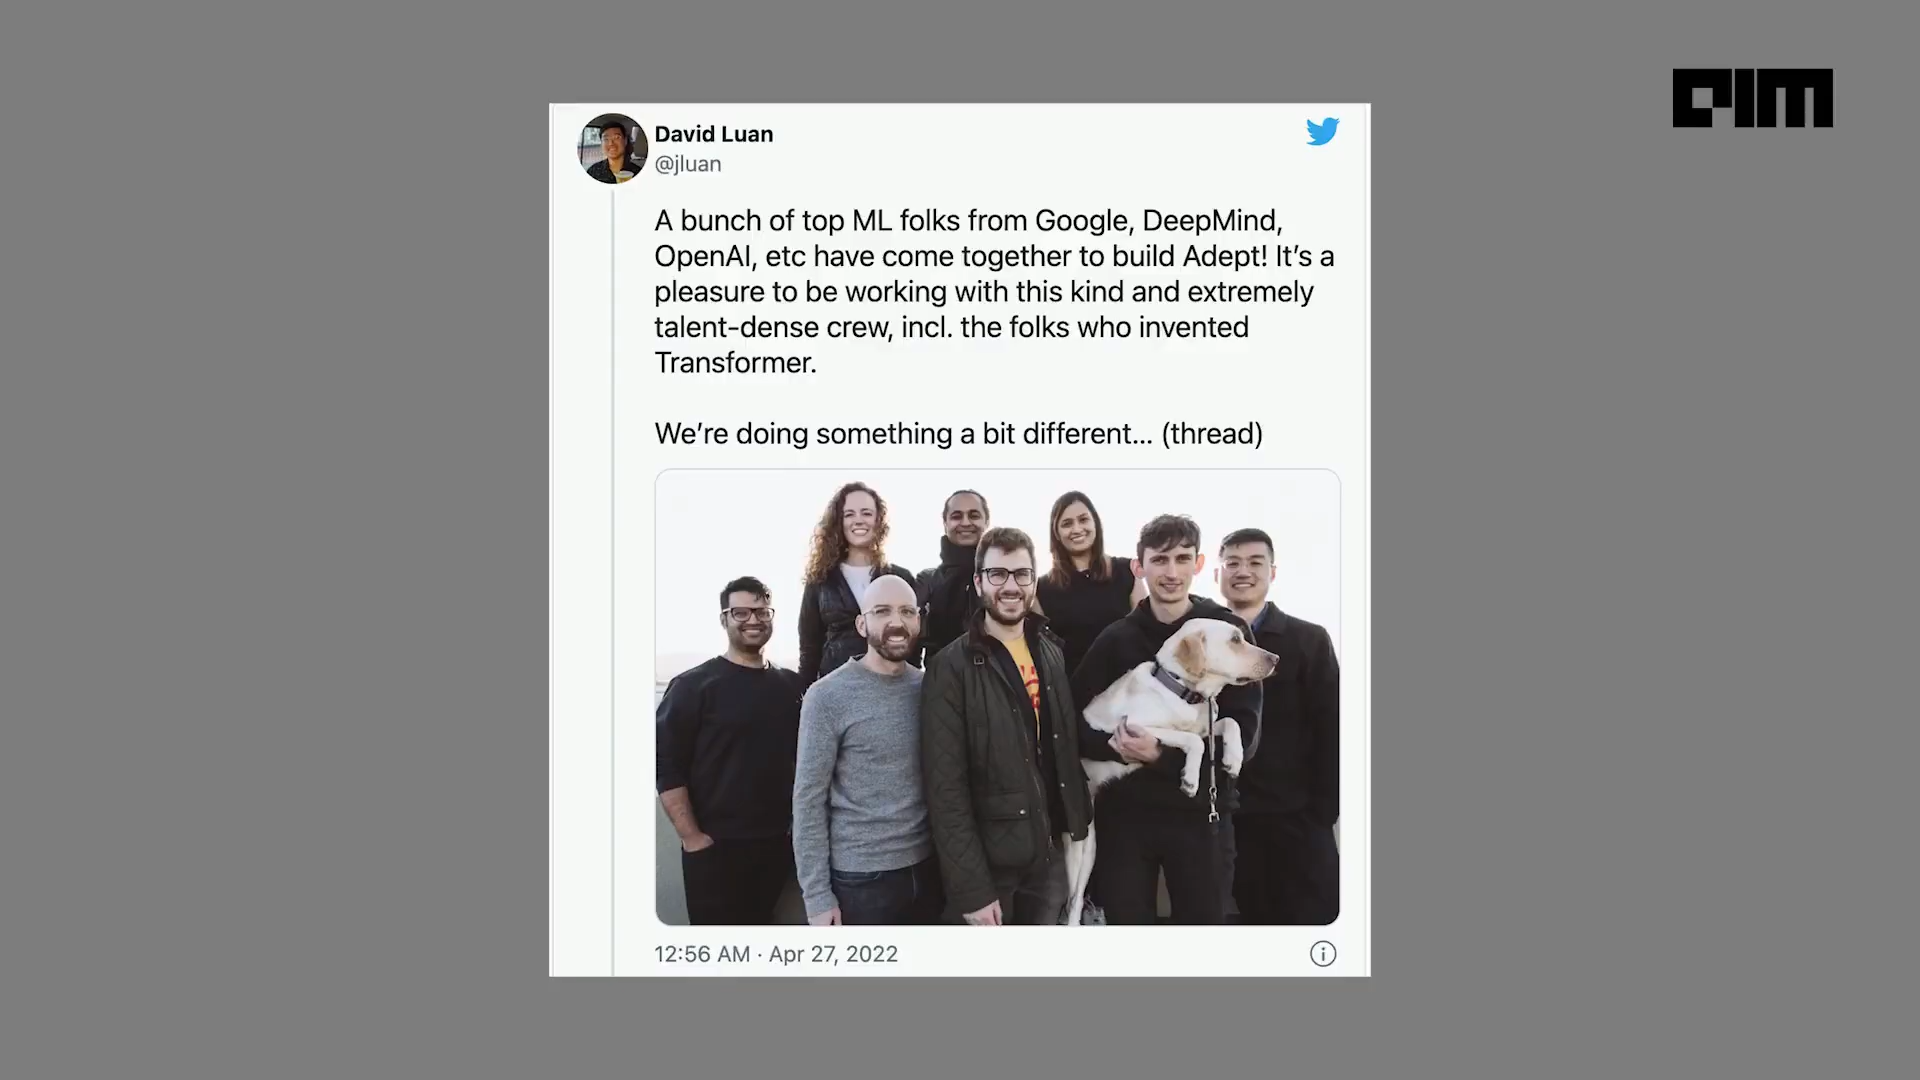 AIM
David Luan
@jluan
A bunch of top ML folks from Google, DeepMind,
OpenAI, etc have come together to build Adept! It’s a
pleasure to be working with this kind and extremely
talent-dense crew, incl. the folks who invented
Transformer.
We’re doing something a bit different... (thread)
12:56 AM · Apr 27, 2022